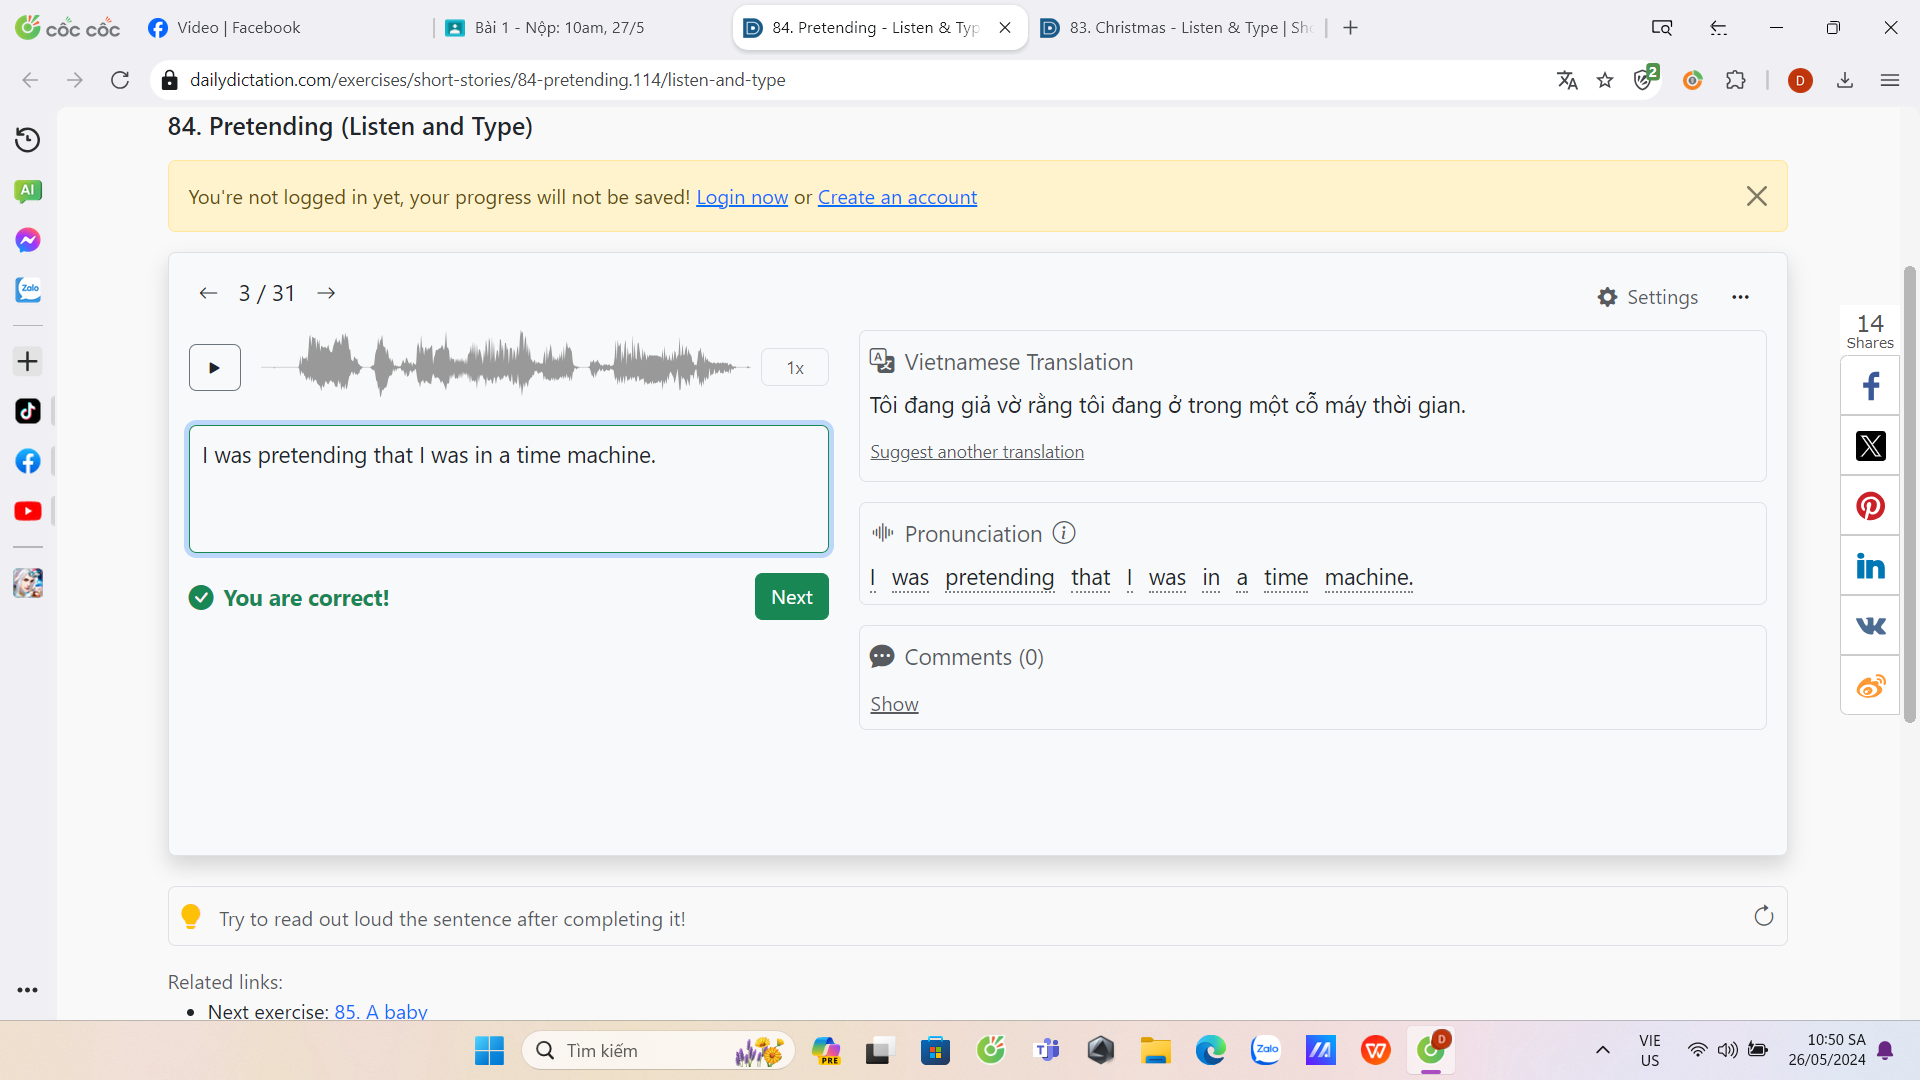 cốc cốc
Video | Facebook
Bài 1 - Nộp: 10am, 27/5
84. Pretending - Listen & Typ
83. Christmas - Listen & Type | Sho
dailydictation.com/exercises/short-stories/84-pretending.114/listen-and-type
2
D
84. Pretending (Listen and Type)
AI
You're not logged in yet, your progress will not be saved! Login now or Create an account
Zalo
3 / 31
Settings
14
Shares
1x
Vietnamese Translation
Tôi đang giả vờ rằng tôi đang ở trong một cỗ máy thời gian.
Suggest another translation
I was pretending that I was in a time machine.
Pronunciation
I was pretending that I was in a time machine.
You are correct!
Next
Comments (0)
Show
Try to read out loud the sentence after completing it!
Related links:
Next exercise: 85. A baby
Tìm kiếm
PRE
Zalo
D
VIE
US
10:50 SA
26/05/2024